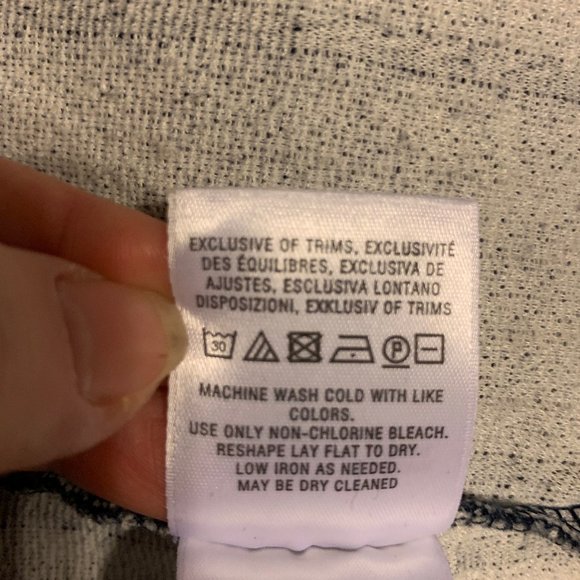 EXCLUSIVE OF TRIMS, EXCLUSIVITÉ
DES ÉQUILIBRES, EXCLUSIVA DE
AJUSTES, ESCLUSIVA LONTANO
DISPOSIZIONI, EXKLUSIV OF TRIMS
30 P
MACHINE WASH COLD WITH LIKE
COLORS.
USE ONLY NON-CHLORINE BLEACH.
RESHAPE LAY FLAT TO DRY.
LOW IRON AS NEEDED.
MAY BE DRY CLEANED